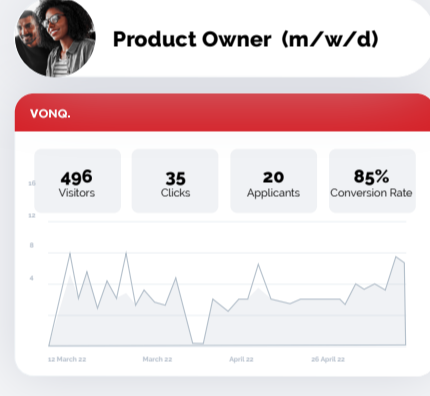 Product Owner (m/w/d)
VONQ.
496 35 20 85%
Visitors Clicks Applicants Conversion Rate
16
12
8
4
12 March 22 March 22 April 22 26 April 22